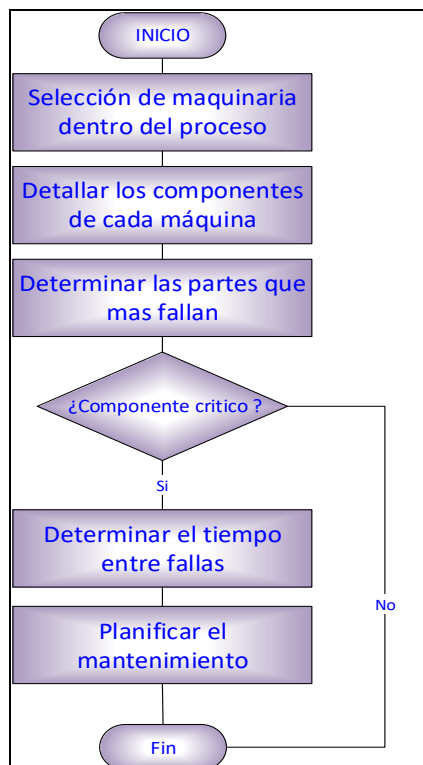 INICIO
Selección de maquinaria
dentro del proceso
Detallar los componentes
de cada máquina
Determinar las partes que
mas fallan
¿Componente critico ?
Si
Determinar el tiempo
entre fallas
No
Planificar el
mantenimiento
Fin